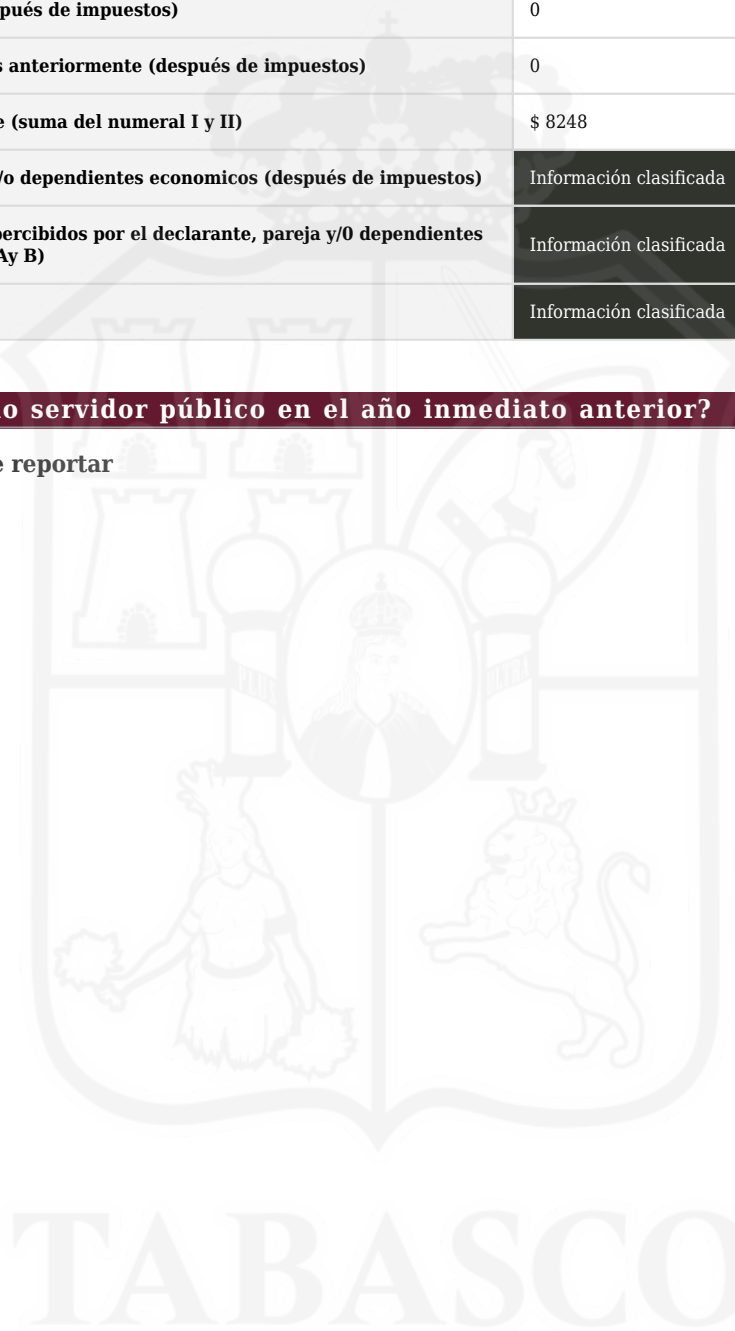 pués de impuestos)
0
s anteriormente (después de impuestos)
0
e (suma del numeral I y II)
$ 8248
/o dependientes economicos (después de impuestos)
Información clasificada
percibidos por el declarante, pareja y/0 dependientes
Ay B)
Información clasificada
Información clasificada
o servidor público en el año inmediato anterior?
e reportar
PLUS
ULTRA
TABASCO